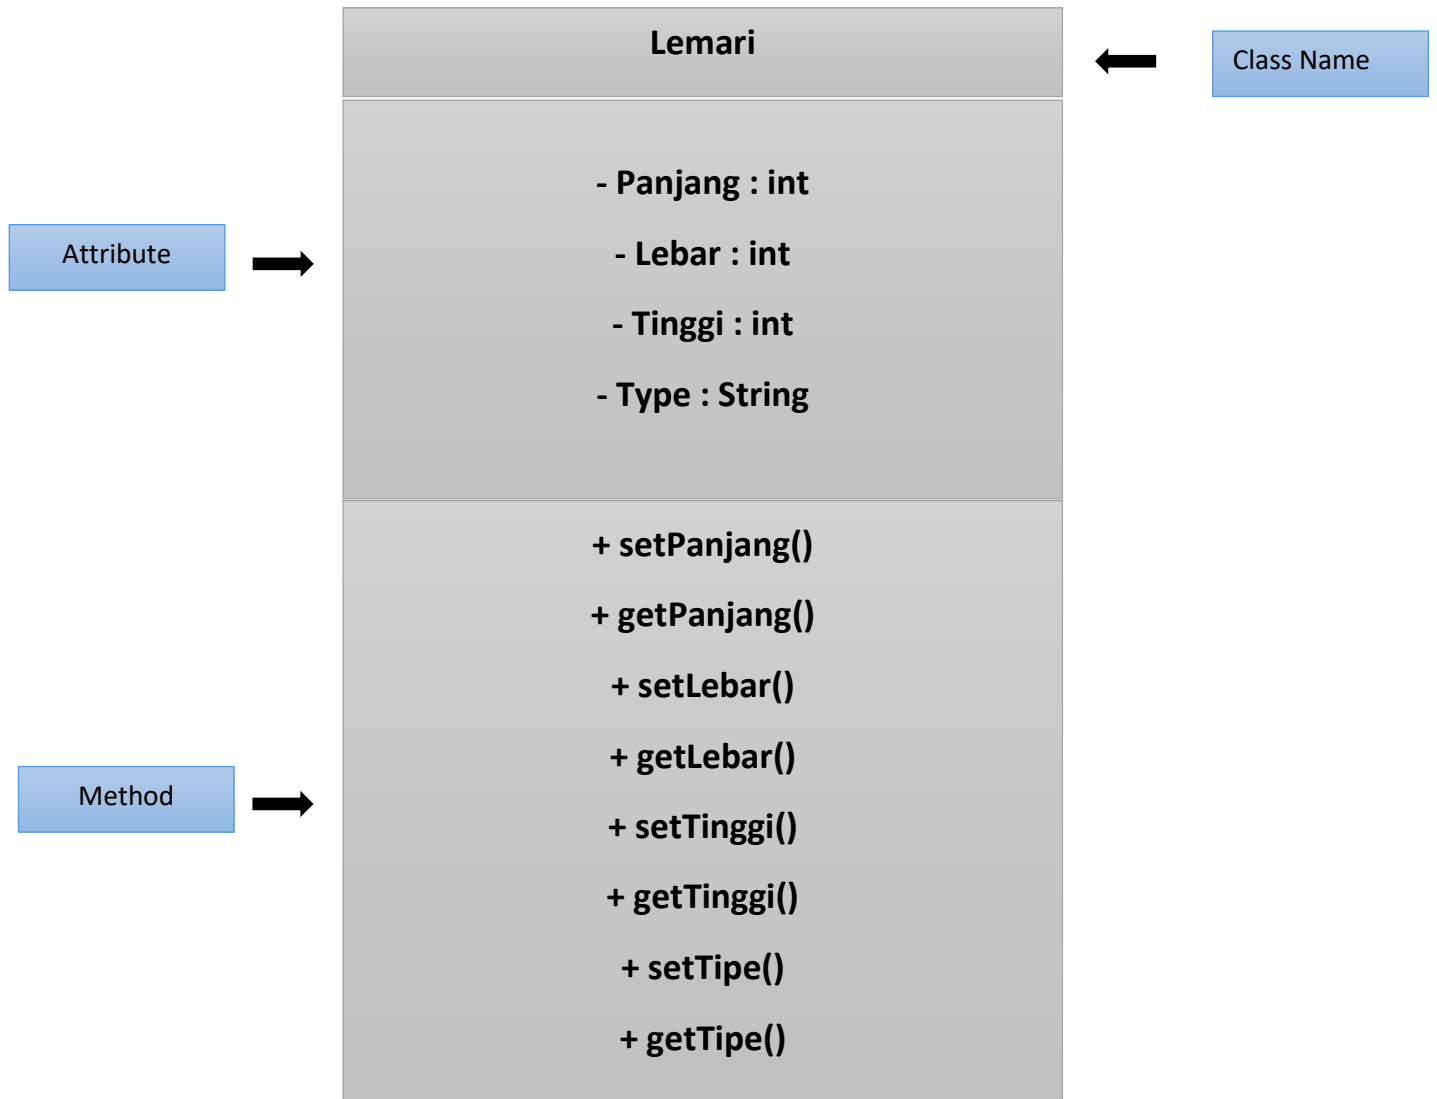 Lemari
Class Name
- Panjang : int
- Lebar : int
- Tinggi : int
- Type : String
Attribute
+ setPanjang()
+ getPanjang()
+ setLebar()
+ getLebar()
+ setTinggi()
+ getTinggi()
+ setTipe()
+ getTipe()
Method